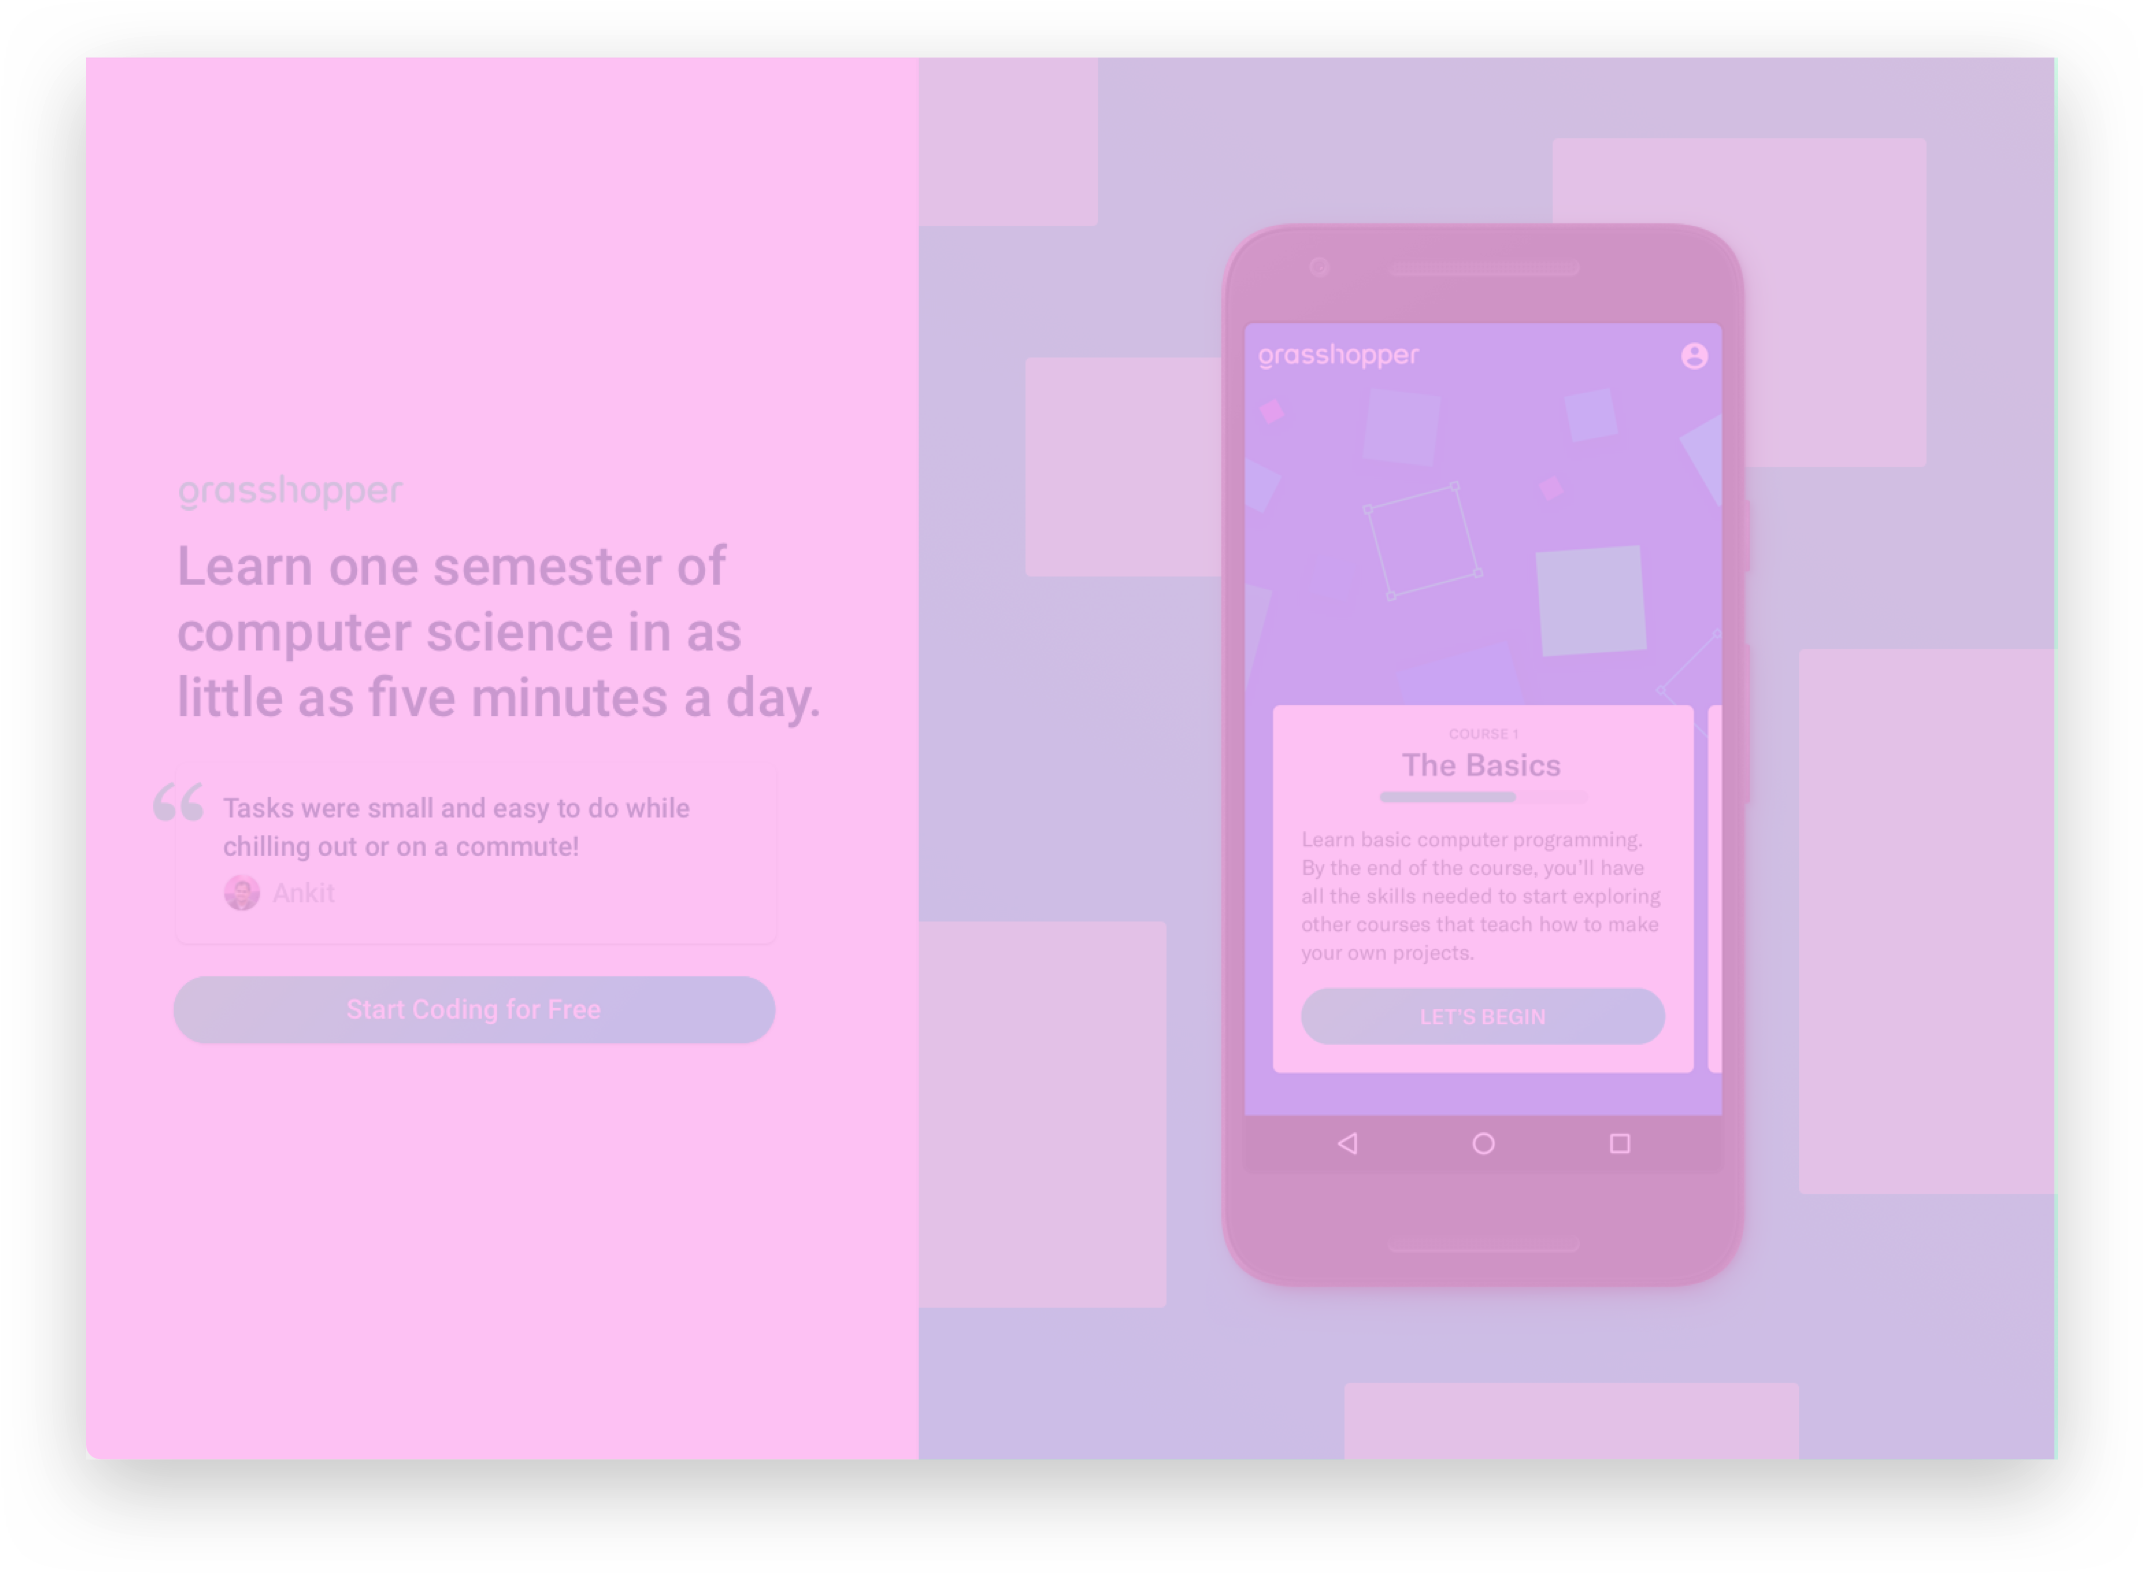 grasshopper
Learn one semester of
computer science in as
little as five minutes a day.
“ Tasks were small and easy to do while
chilling out or on a commute!
Ankit
Start Coding for Free
grasshopper
COURSE 1
The Basics
Learn basic computer programming.
By the end of the course, you'll have
all the skills needed to start exploring
other courses that teach how to make
your own projects.
LET'S BEGIN